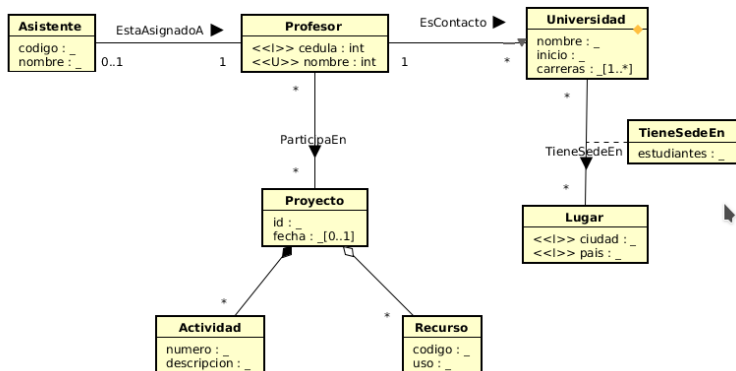 Asistente
codigo : _
nombre : _
EstaAsignadoA
0..1
1
Profesor
<<I>> cedula : int
<<U>> nombre : int
EsContacto
1
*
Universidad
nombre : _
inicio : _
carreras : _[1..*]
*
*
ParticipaEn
*
TieneSedeEn
TieneSedeEn
estudiantes : _
*
Proyecto
id : _
fecha : _[0..1]
Lugar
<<I>> ciudad : _
<<I>> pais : _
*
*
Actividad
numero : _
descripcion : _
Recurso
codigo : _
uso : _